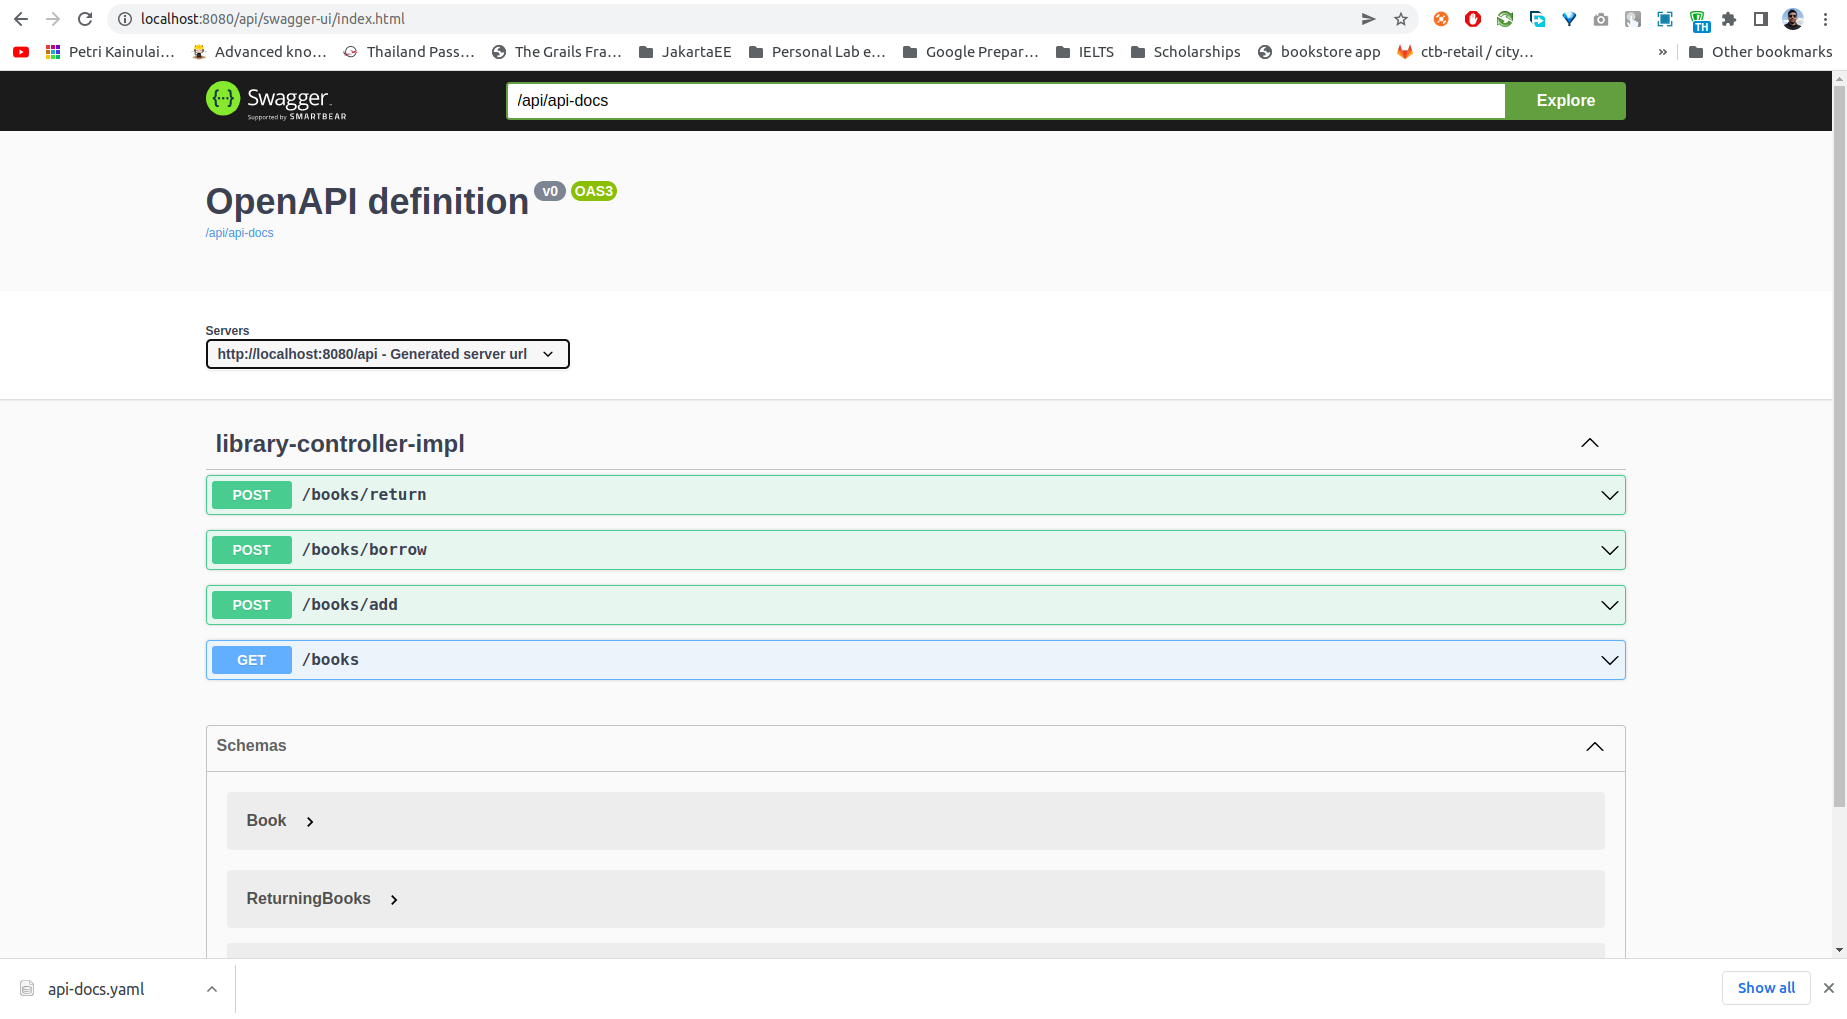 localhost:8080/api/swagger-ui/index.html
TH
Petri Kainulai… Advanced kno… Thailand Pass… The Grails Fra… JakartaEE Personal Lab e… Google Prepar… IELTS Scholarships bookstore app ctb-retail / city… » Other bookmarks
Swagger
Supported by SMARTBEAR
/api/api-docs Explore
OpenAPI definition v0 OAS3
/api/api-docs
Servers
http://localhost:8080/api - Generated server url
library-controller-impl
POST /books/return
POST /books/borrow
POST /books/add
GET /books
Schemas
Book
ReturningBooks
api-docs.yaml Show all